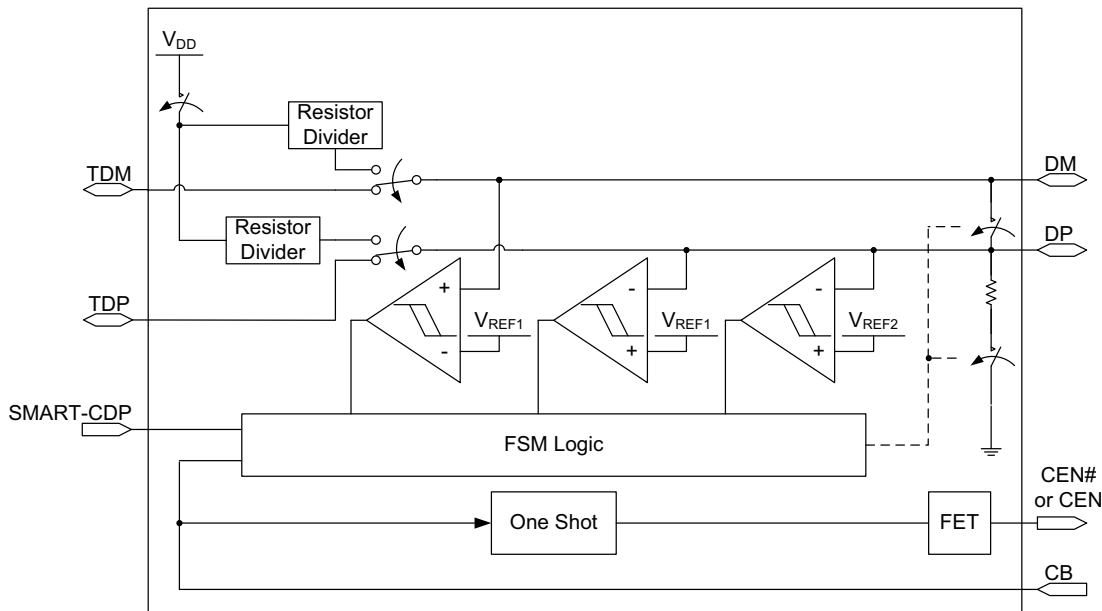 VDD
Resistor
Divider
TDM
DM
Resistor
Divider
DP
TDP
+
-
VREF1
-
+
VREF1
-
+
VREF2
SMART-CDP
FSM Logic
CEN#
or CEN
One Shot
FET
CB